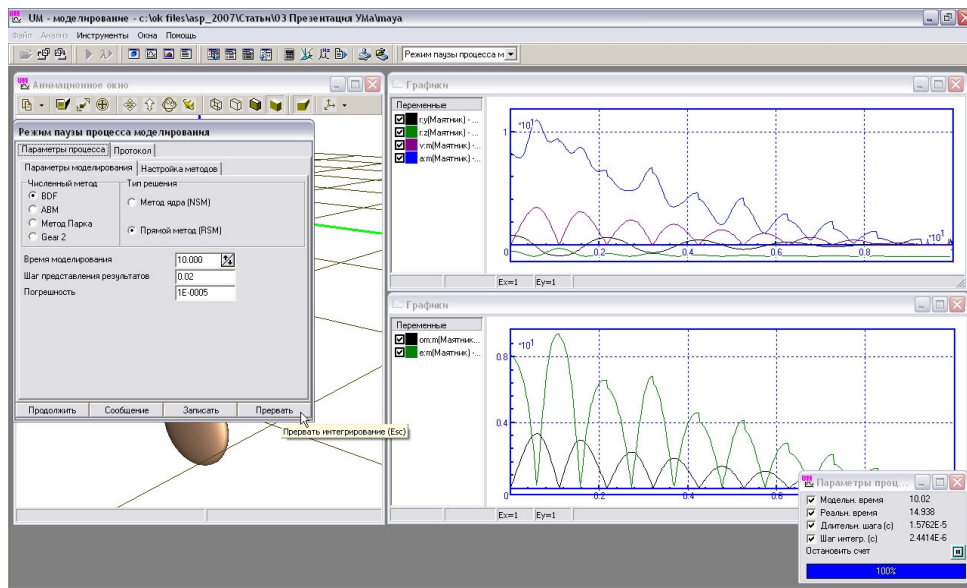 UM - моделирование - c:\ok files\asp_2007\Статьи\03 Презентация УМа\maya
Файл Анализ Инструменты Окна Помощь
Режим паузы процесса м
Анимационное окно
Режим паузы процесса моделирования
Параметры процесса Протокол
Параметры моделирования Настройка методов
Численный метод Тип решения
BDF
ABM
Метод Парка
Gear 2
Метод ядра (NSM)
Прямой метод (RSM)
Время моделирования 10.000
Шаг представления результатов 0.02
Погрешность 1E-0005
Продолжить Сообщение Записать Прервать
Прервать интегрирование (Esc)
Графики
Переменные
r:y(Маятник) - ...
r:z(Маятник) - ...
v:m(Маятник) - ...
a:m(Маятник) - ...
*10¹
1
0 0.2 0.4 0.6 0.8 *10¹
Ex=1 Ey=1
Графики
Переменные
om:m(Маятник...
e:m(Маятник) - ...
*10¹
0.8
0.4
0 0.2 0.4 0.6
Ex=1 Ey=1
Параметры проц...
Модельн. время 10.02
Реальн. время 14.938
Длительн. шага (с) 1.5762E-5
Шаг интегр. (с) 2.4414E-6
Остановить счет
100%